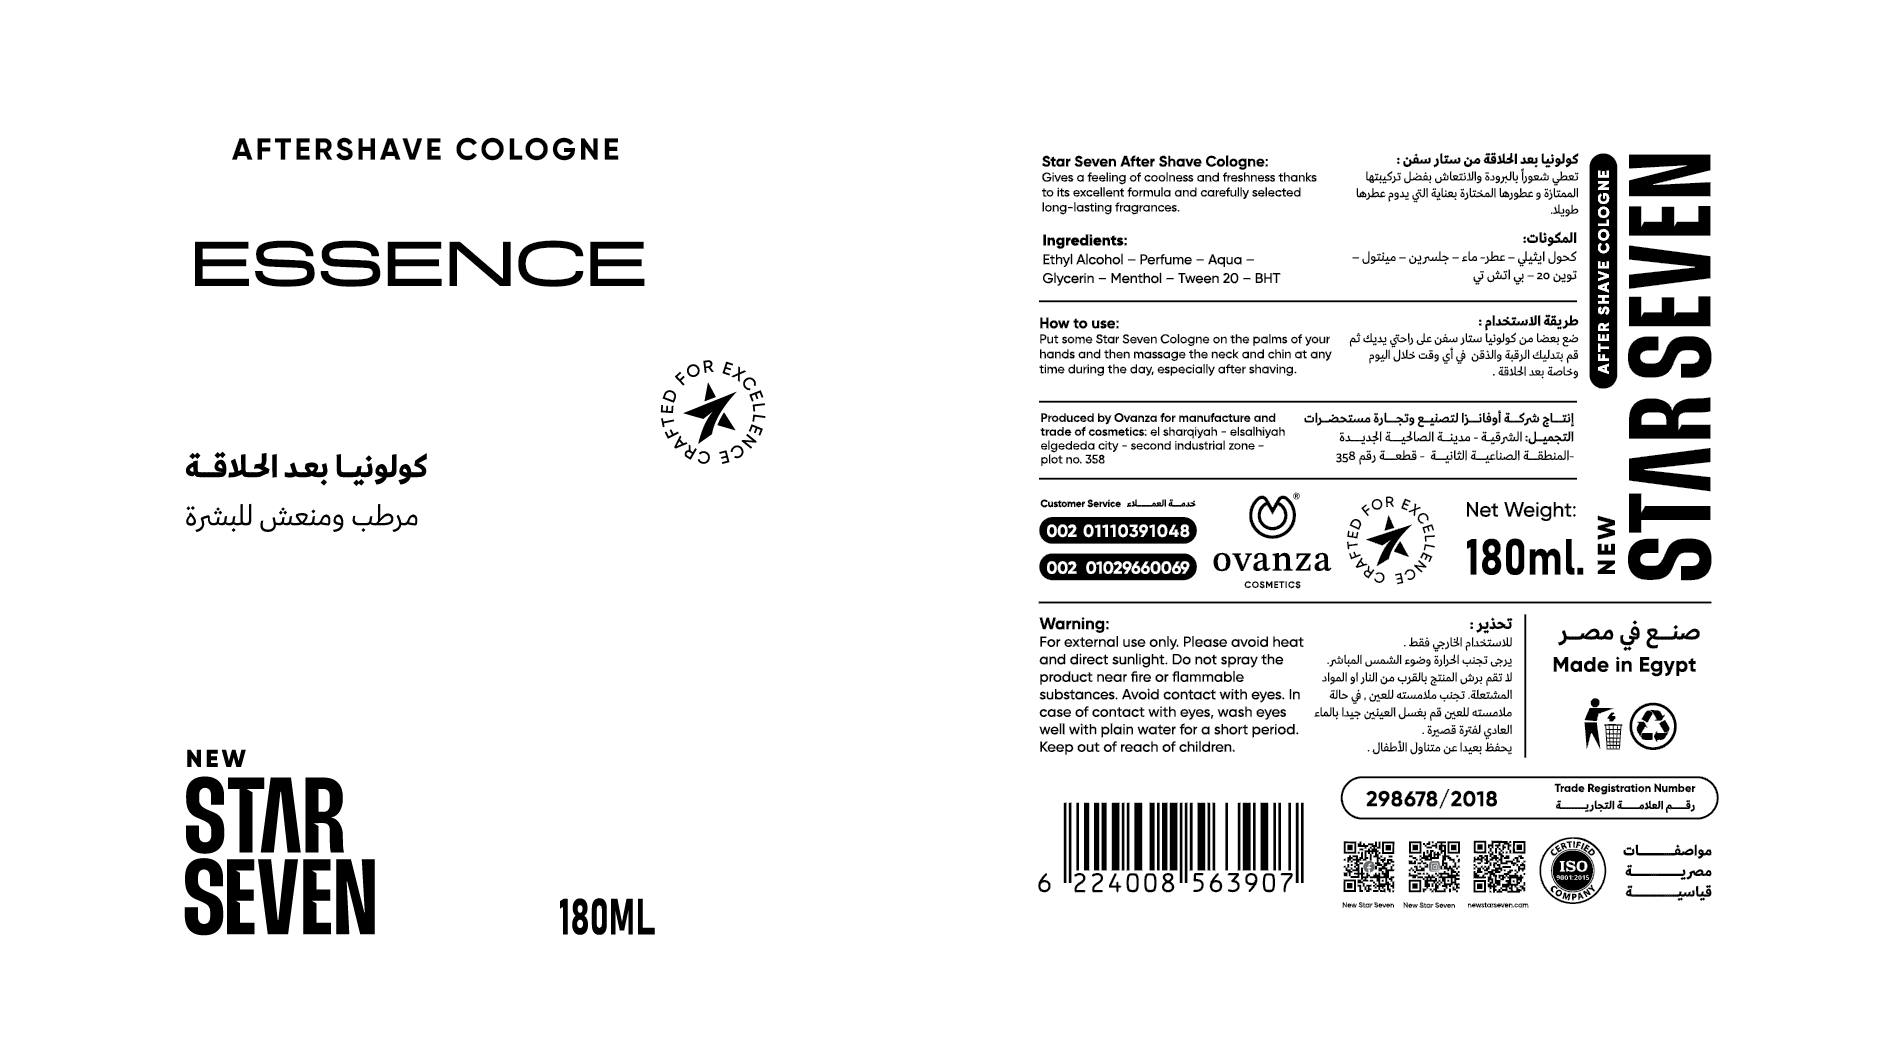 AFTERSHAVE COLOGNE
ESSENCE
CRAFTED FOR EXCELLENCE
كولونيا بعد الحلاقة
مرطب ومنعش للبشرة
NEW
STAR
SEVEN
180ML
Star Seven After Shave Cologne:
Gives a feeling of coolness and freshness thanks
to its excellent formula and carefully selected
long-lasting fragrances.
كولونيا بعد الحلاقة من ستار سفن :
تعطي شعوراً بالبرودة والانتعاش بفضل تركيبتها
الممتازة و عطورها المختارة بعناية التي يدوم عطرها
طويلا.
Ingredients:
Ethyl Alcohol – Perfume – Aqua –
Glycerin – Menthol – Tween 20 – BHT
المكونات:
كحول ايثيلي – عطر- ماء – جلسرين – مينتول –
توين 20 – بي اتش تي
How to use:
Put some Star Seven Cologne on the palms of your
hands and then massage the neck and chin at any
time during the day, especially after shaving.
طريقة الاستخدام :
ضع بعضا من كولونيا ستار سفن على راحتي يديك ثم
قم بتدليك الرقبة والذقن في أي وقت خلال اليوم
وخاصة بعد الحلاقة .
Produced by Ovanza for manufacture and
trade of cosmetics: el sharqiyah - elsalhiyah
elgededa city - second industrial zone -
plot no. 358
إنتاج شركة أوفانزا لتصنيع وتجارة مستحضرات
التجميل: الشرقية - مدينة الصالحية الجديدة
-المنطقة الصناعية الثانية - قطعة رقم 358
AFTER SHAVE COLOGNE
NEW
STAR SEVEN
Customer Service خدمة العملاء
002 01110391048
002 01029660069
®
ovanza
COSMETICS
CRAFTED FOR EXCELLENCE
Net Weight:
180ml.
Warning:
For external use only. Please avoid heat
and direct sunlight. Do not spray the
product near fire or flammable
substances. Avoid contact with eyes. In
case of contact with eyes, wash eyes
well with plain water for a short period.
Keep out of reach of children.
تحذير :
للاستخدام الخارجي فقط .
يرجى تجنب الحرارة وضوء الشمس المباشر.
لا تقم برش المنتج بالقرب من النار او المواد
المشتعلة. تجنب ملامسته للعين , في حالة
ملامسته للعين قم بغسل العينين جيدا بالماء
العادي لفترة قصيرة .
يحفظ بعيدا عن متناول الأطفال .
صنع في مصر
Made in Egypt
298678/2018
Trade Registration Number
رقم العلامة التجارية
6 224008 563907
New Star Seven
New Star Seven
newstarseven.com
CERTIFIED
ISO
9001:2015
COMPANY
مواصفات
مصرية
قياسية